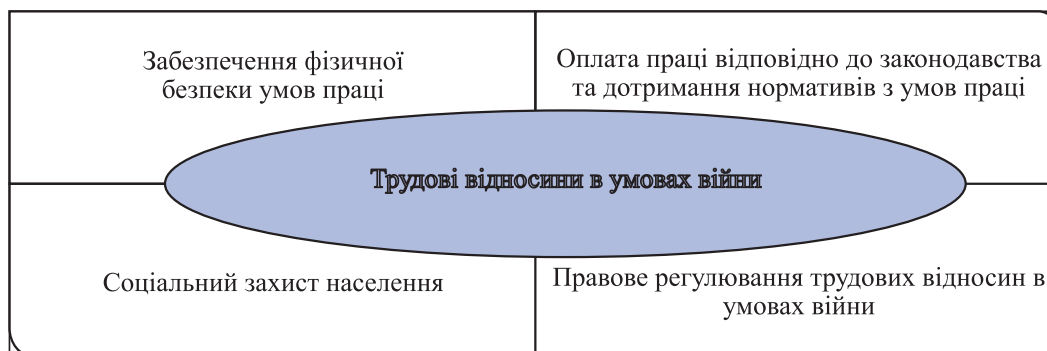 Забезпечення фізичної
безпеки умов праці
Оплата праці відповідно до законодавства
та дотримання нормативів з умов праці
Трудові відносини в умовах війни
Соціальний захист населення
Правове регулювання трудових відносин в
умовах війни